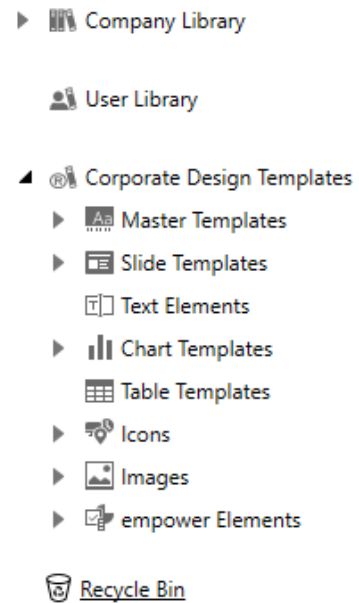 Company Library
User Library
Corporate Design Templates
Master Templates
Slide Templates
Text Elements
Chart Templates
Table Templates
Icons
Images
empower Elements
Recycle Bin